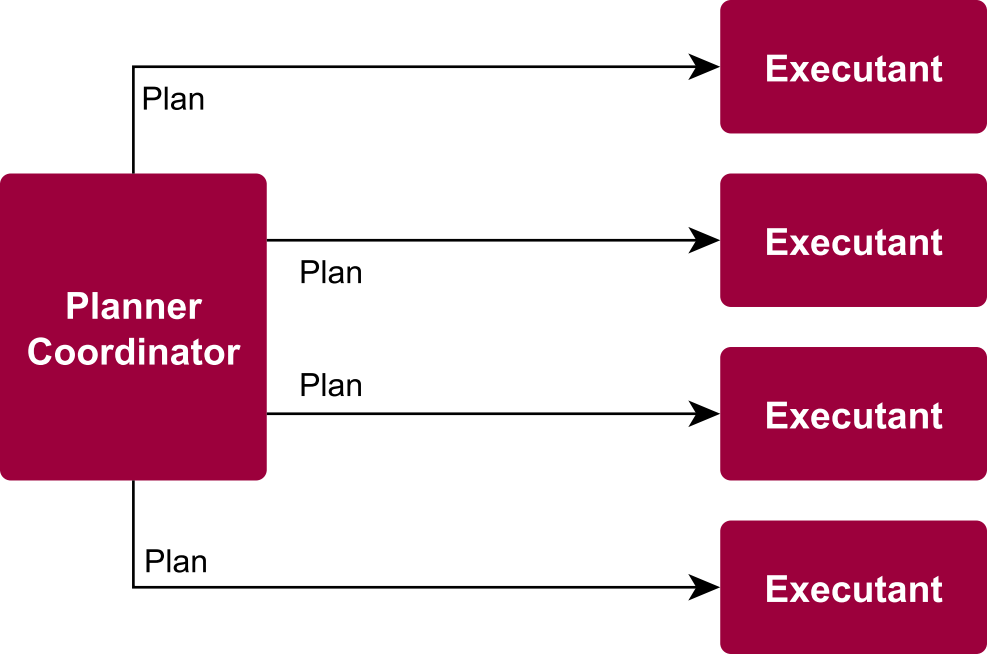 Executant
Plan
Executant
Plan
Planner
Coordinator
Plan
Executant
Plan
Executant